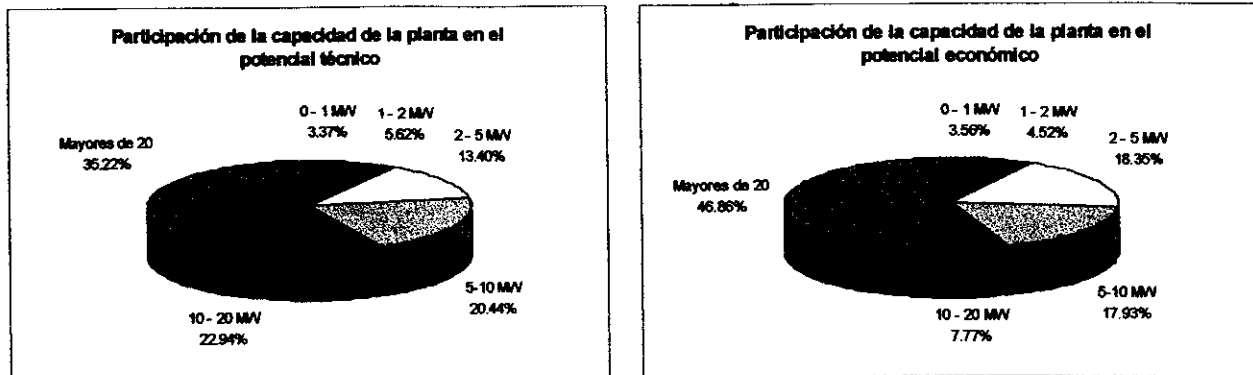 Participación de la capacidad de la planta en el
potencial técnico
0 - 1 MW
3.37%
1 - 2 MW
5.62%
2 - 5 MW
13.40%
Mayores de 20
35.22%
5-10 MW
20.44%
10 - 20 MW
22.94%
Participación de la capacidad de la planta en el
potencial económico
0 - 1 MW
3.56%
1 - 2 MW
4.52%
2 - 5 MW
18.35%
Mayores de 20
46.86%
5-10 MW
17.93%
10 - 20 MW
7.77%